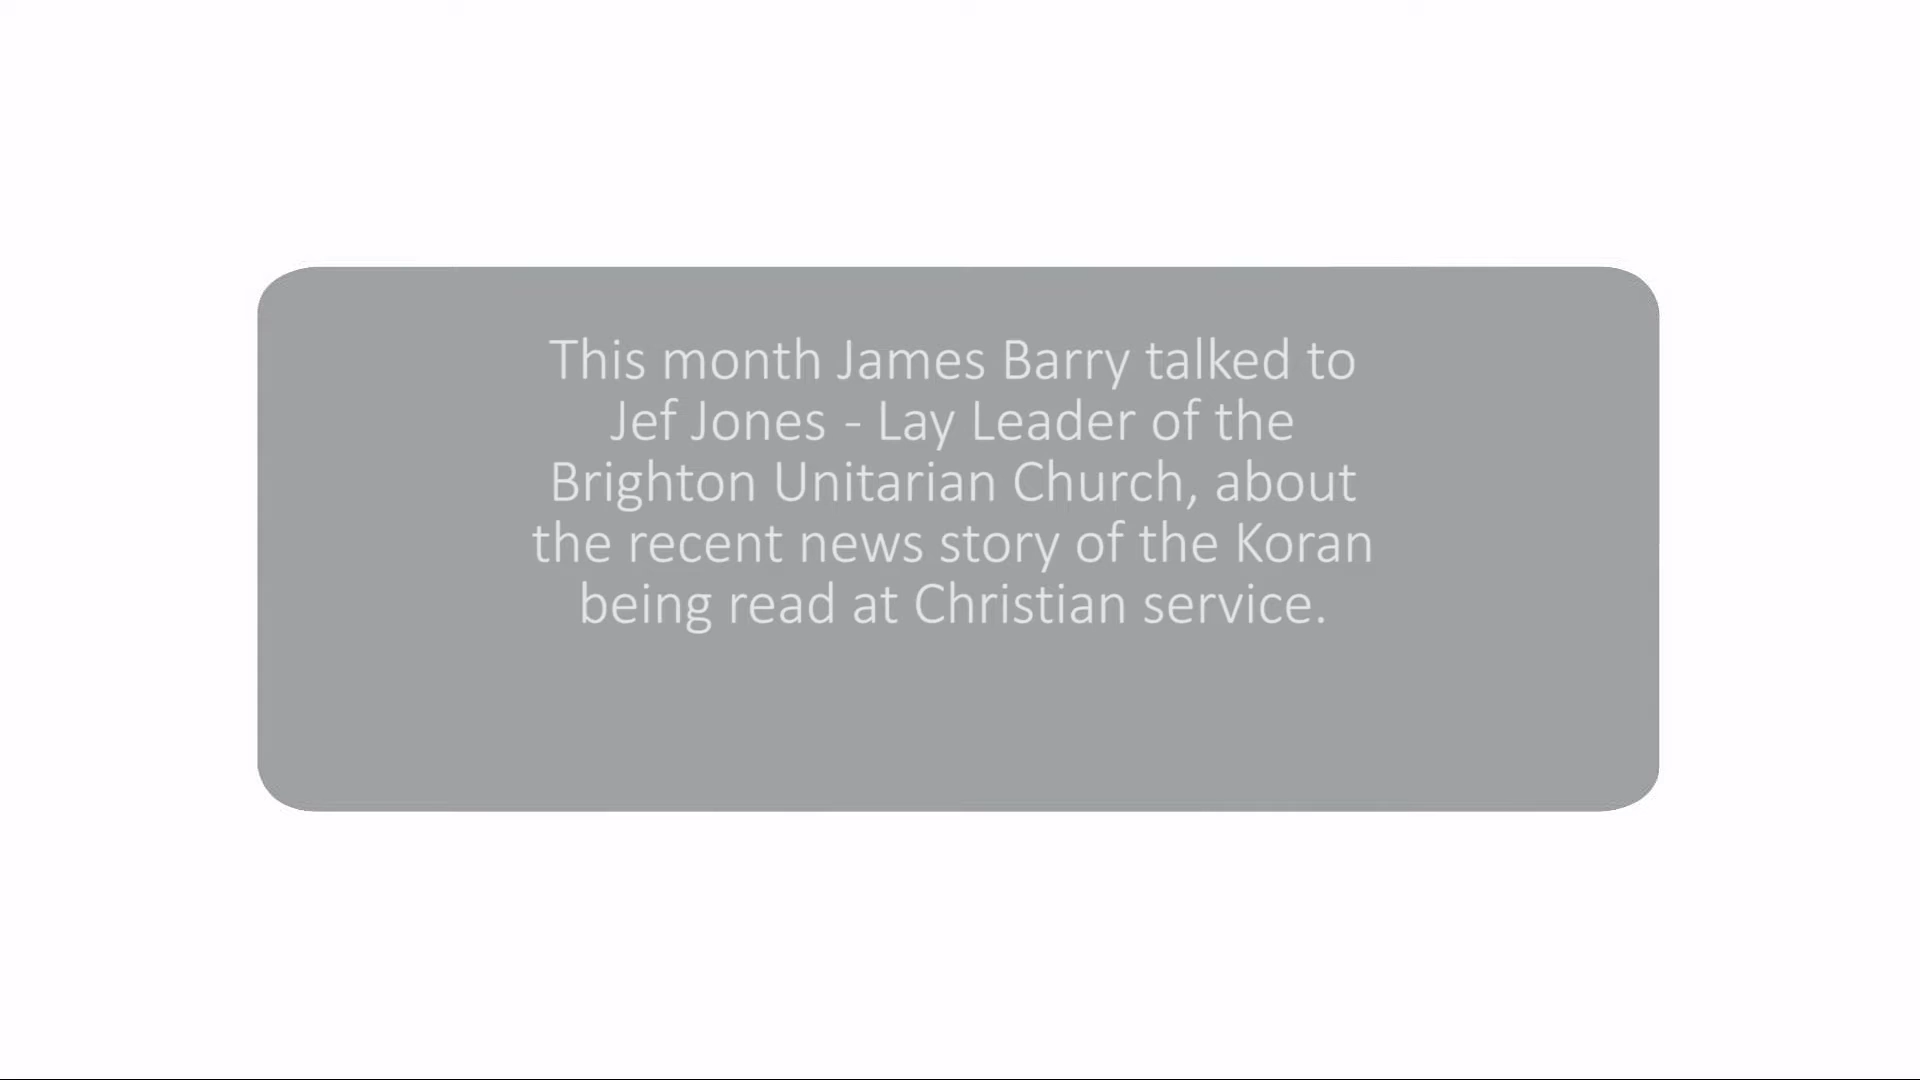 This month James Barry talked to
Jef Jones - Lay Leader of the
Brighton Unitarian Church, about
the recent news story of the Koran
being read at Christian service.